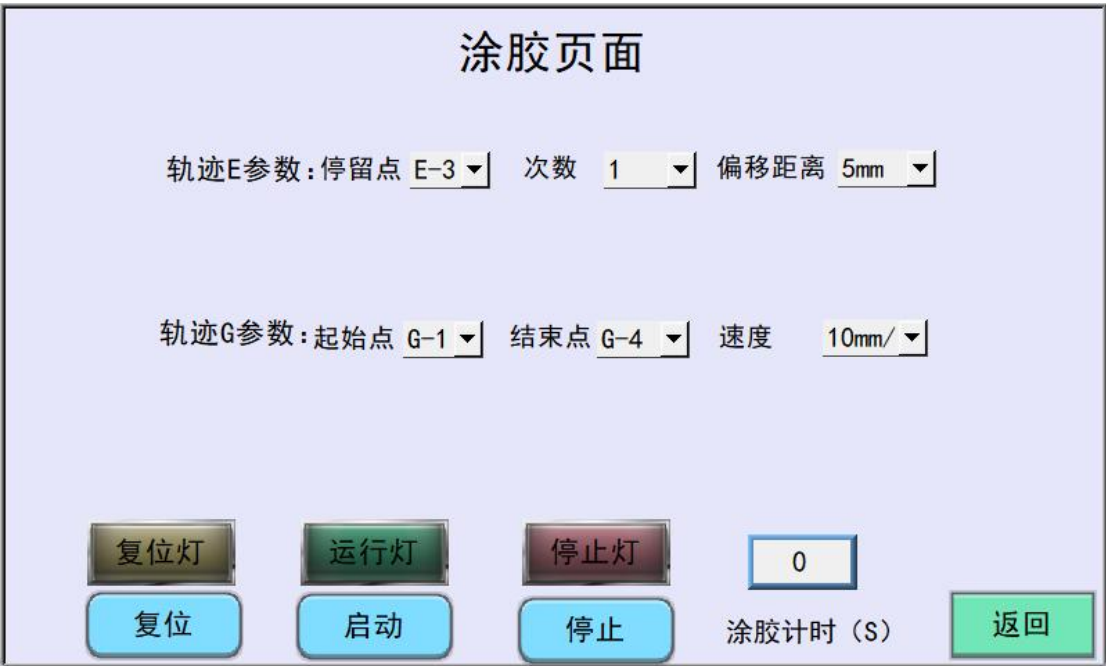 涂胶页面
轨迹E参数:停留点 E-3 次数 1 偏移距离 5mm
轨迹G参数:起始点 G-1 结束点 G-4 速度 10mm/
复位灯 运行灯 停止灯 0
复位 启动 停止 涂胶计时（S） 返回